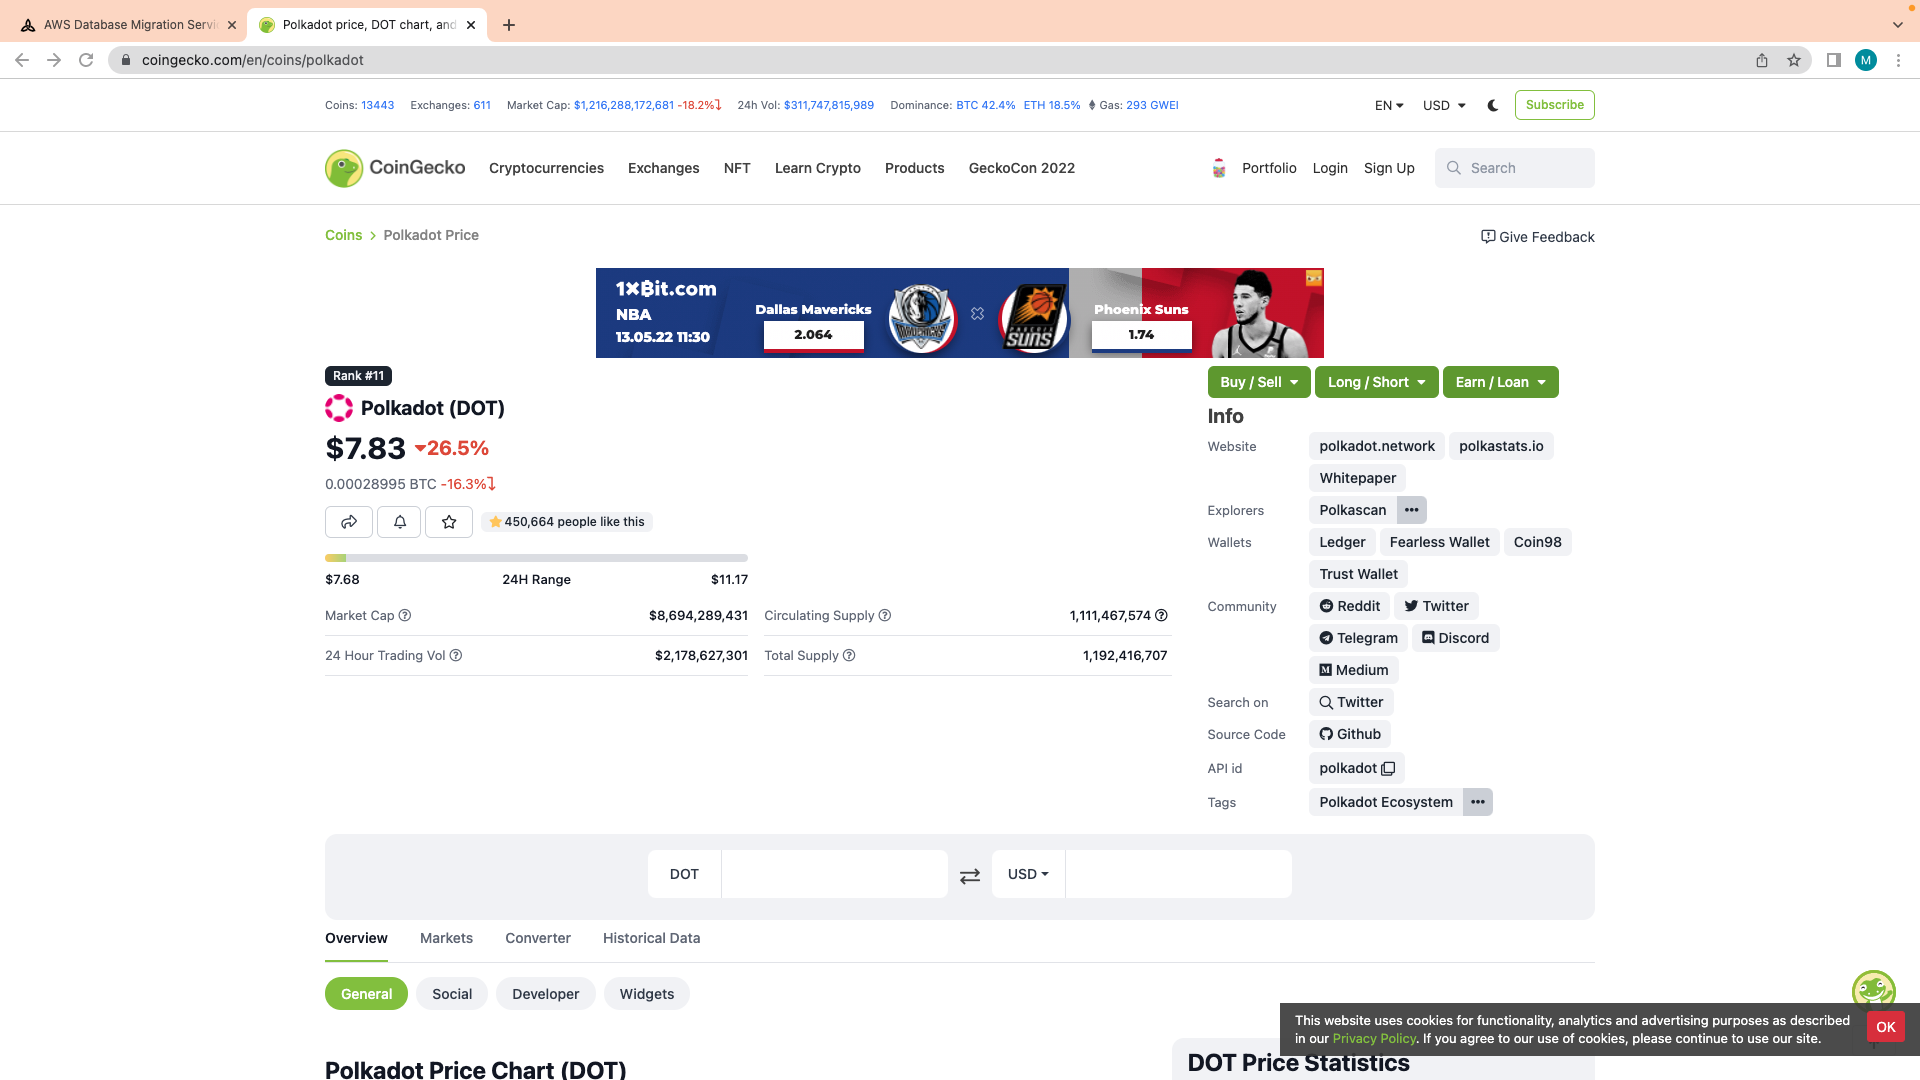 AWS Database Migration Servi
Polkadot price, DOT chart, and
coingecko.com/en/coins/polkadot
M
Coins: 13443 Exchanges: 611 Market Cap: $1,216,288,172,681 -18.2% 24h Vol: $311,747,815,989 Dominance: BTC 42.4% ETH 18.5% Gas: 293 GWEI
EN USD Subscribe
CoinGecko Cryptocurrencies Exchanges NFT Learn Crypto Products GeckoCon 2022
Portfolio Login Sign Up Search
Coins > Polkadot Price
Give Feedback
1×₿it.com
NBA
13.05.22 11:30
Dallas Mavericks
2.064
MAVERICKS
PHOENIX
SUNS
Phoenix Suns
1.74
Rank #11
Polkadot (DOT)
$7.83 26.5%
0.00028995 BTC -16.3%
450,664 people like this
$7.68 24H Range $11.17
Market Cap $8,694,289,431
24 Hour Trading Vol $2,178,627,301
Circulating Supply 1,111,467,574
Total Supply 1,192,416,707
Buy / Sell Long / Short Earn / Loan
Info
Website polkadot.network polkastats.io
Whitepaper
Explorers Polkascan •••
Wallets Ledger Fearless Wallet Coin98
Trust Wallet
Community Reddit Twitter
Telegram Discord
Medium
Search on Twitter
Source Code Github
API id polkadot
Tags Polkadot Ecosystem •••
DOT USD
Overview Markets Converter Historical Data
General Social Developer Widgets
Polkadot Price Chart (DOT)
DOT Price Statistics
This website uses cookies for functionality, analytics and advertising purposes as described
in our Privacy Policy. If you agree to our use of cookies, please continue to use our site.
OK